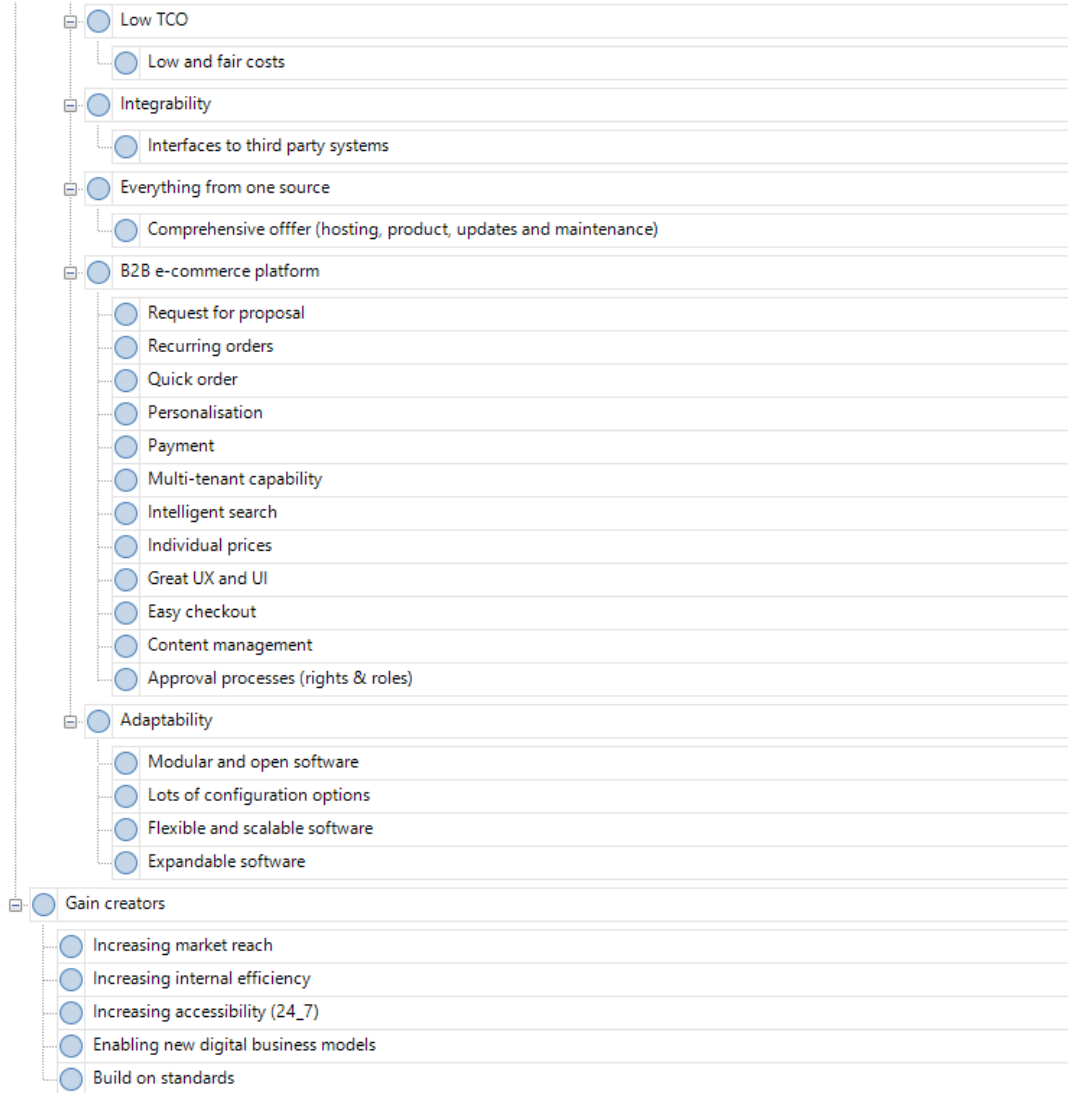 Low TCO
Low and fair costs
Integrability
Interfaces to third party systems
Everything from one source
Comprehensive offfer (hosting, product, updates and maintenance)
B2B e-commerce platform
Request for proposal
Recurring orders
Quick order
Personalisation
Payment
Multi-tenant capability
Intelligent search
Individual prices
Great UX and UI
Easy checkout
Content management
Approval processes (rights & roles)
Adaptability
Modular and open software
Lots of configuration options
Flexible and scalable software
Expandable software
Gain creators
Increasing market reach
Increasing internal efficiency
Increasing accessibility (24_7)
Enabling new digital business models
Build on standards